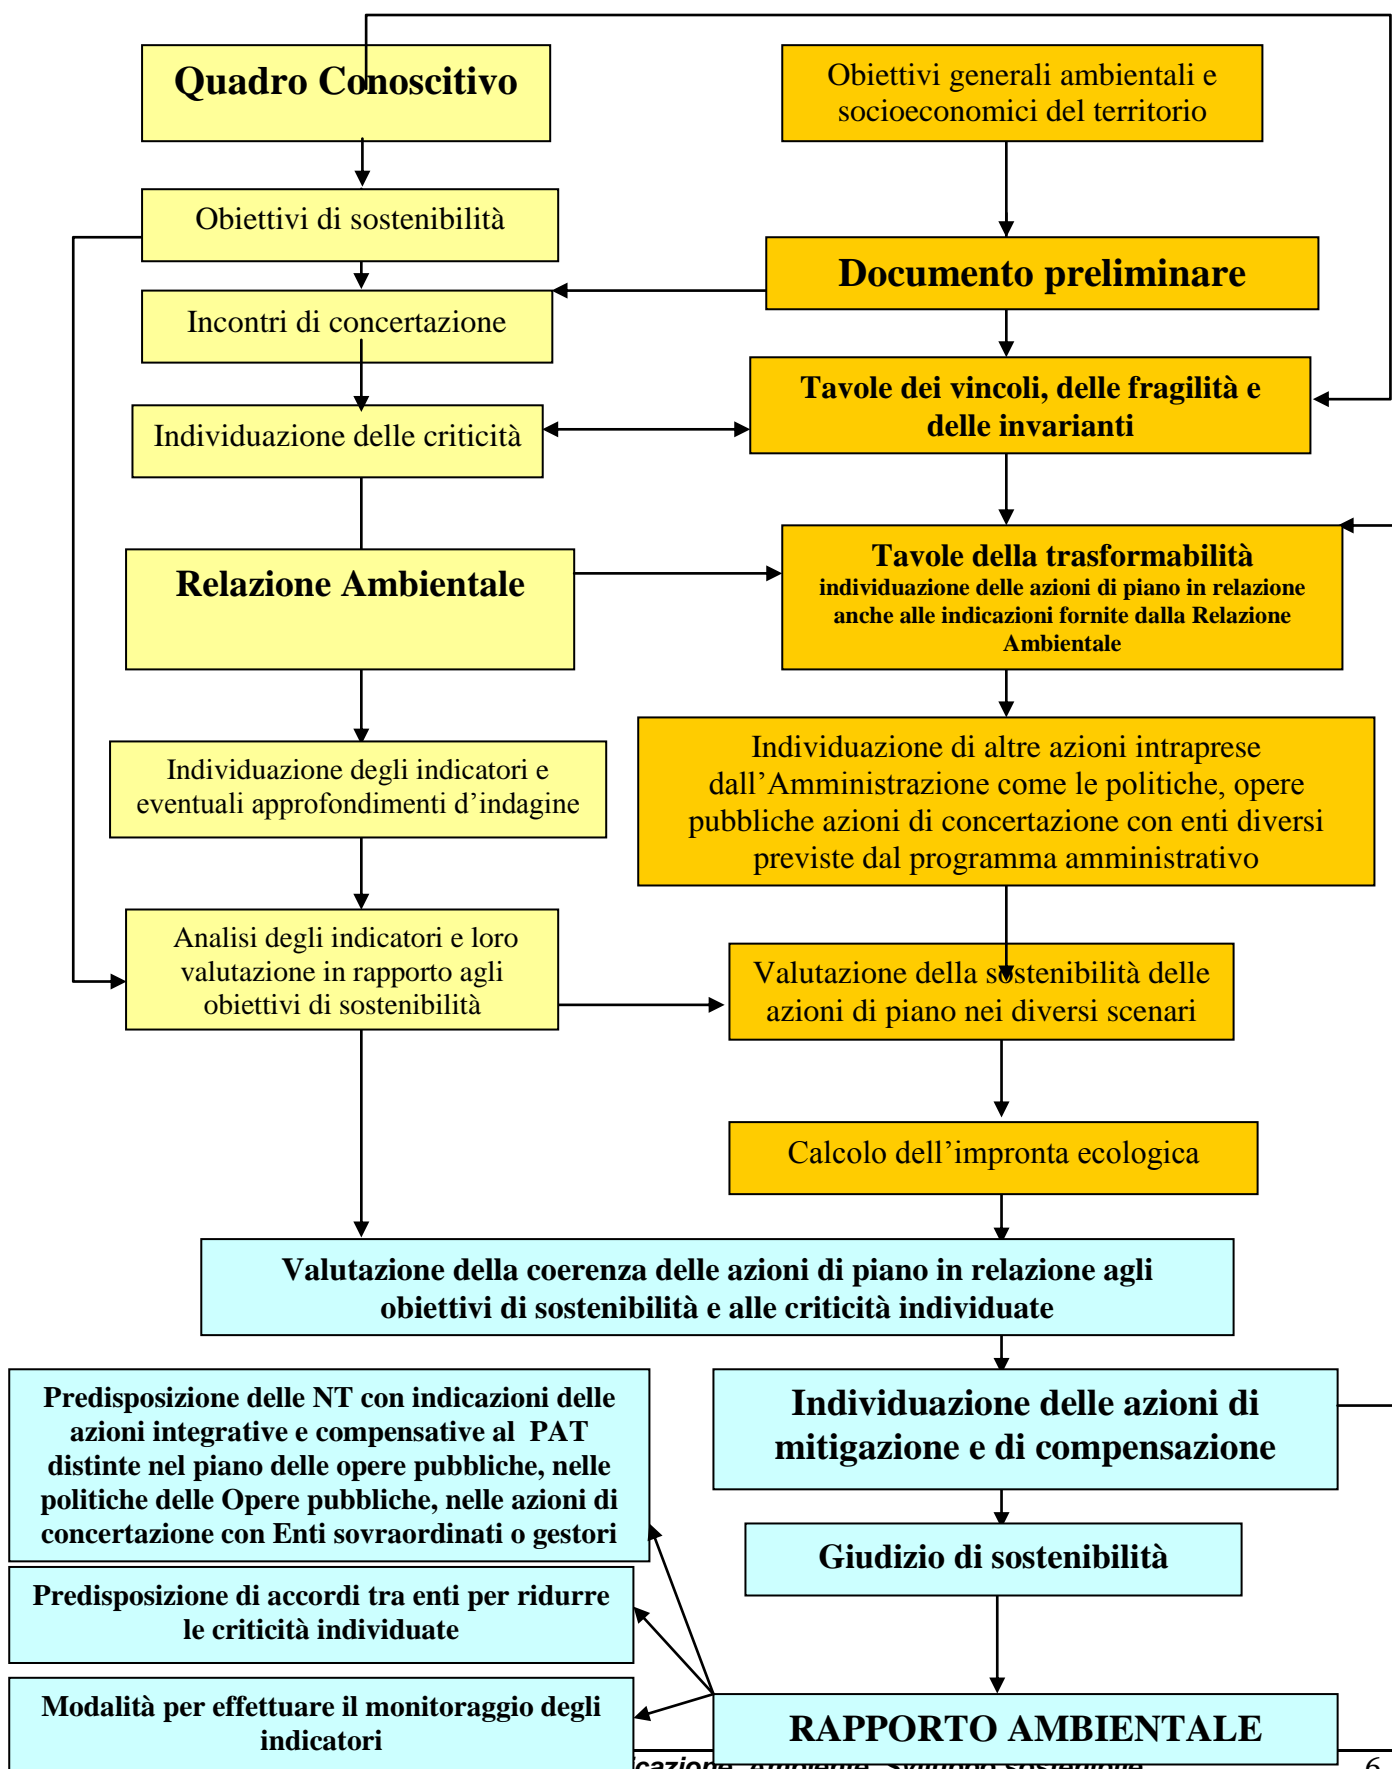 Quadro Conoscitivo
Obiettivi generali ambientali e
socioeconomici del territorio
Obiettivi di sostenibilità
Documento preliminare
Incontri di concertazione
Tavole dei vincoli, delle fragilità e
delle invarianti
Individuazione delle criticità
Relazione Ambientale
Tavole della trasformabilità
individuazione delle azioni di piano in relazione
anche alle indicazioni fornite dalla Relazione
Ambientale
Individuazione degli indicatori e
eventuali approfondimenti d’indagine
Individuazione di altre azioni intraprese
dall’Amministrazione come le politiche, opere
pubbliche azioni di concertazione con enti diversi
previste dal programma amministrativo
Analisi degli indicatori e loro
valutazione in rapporto agli
obiettivi di sostenibilità
Valutazione della sostenibilità delle
azioni di piano nei diversi scenari
Calcolo dell’impronta ecologica
Valutazione della coerenza delle azioni di piano in relazione agli
obiettivi di sostenibilità e alle criticità individuate
Predisposizione delle NT con indicazioni delle
azioni integrative e compensative al PAT
distinte nel piano delle opere pubbliche, nelle
politiche delle Opere pubbliche, nelle azioni di
concertazione con Enti sovraordinati o gestori
Individuazione delle azioni di
mitigazione e di compensazione
Giudizio di sostenibilità
Predisposizione di accordi tra enti per ridurre
le criticità individuate
Modalità per effettuare il monitoraggio degli
indicatori
RAPPORTO AMBIENTALE
6